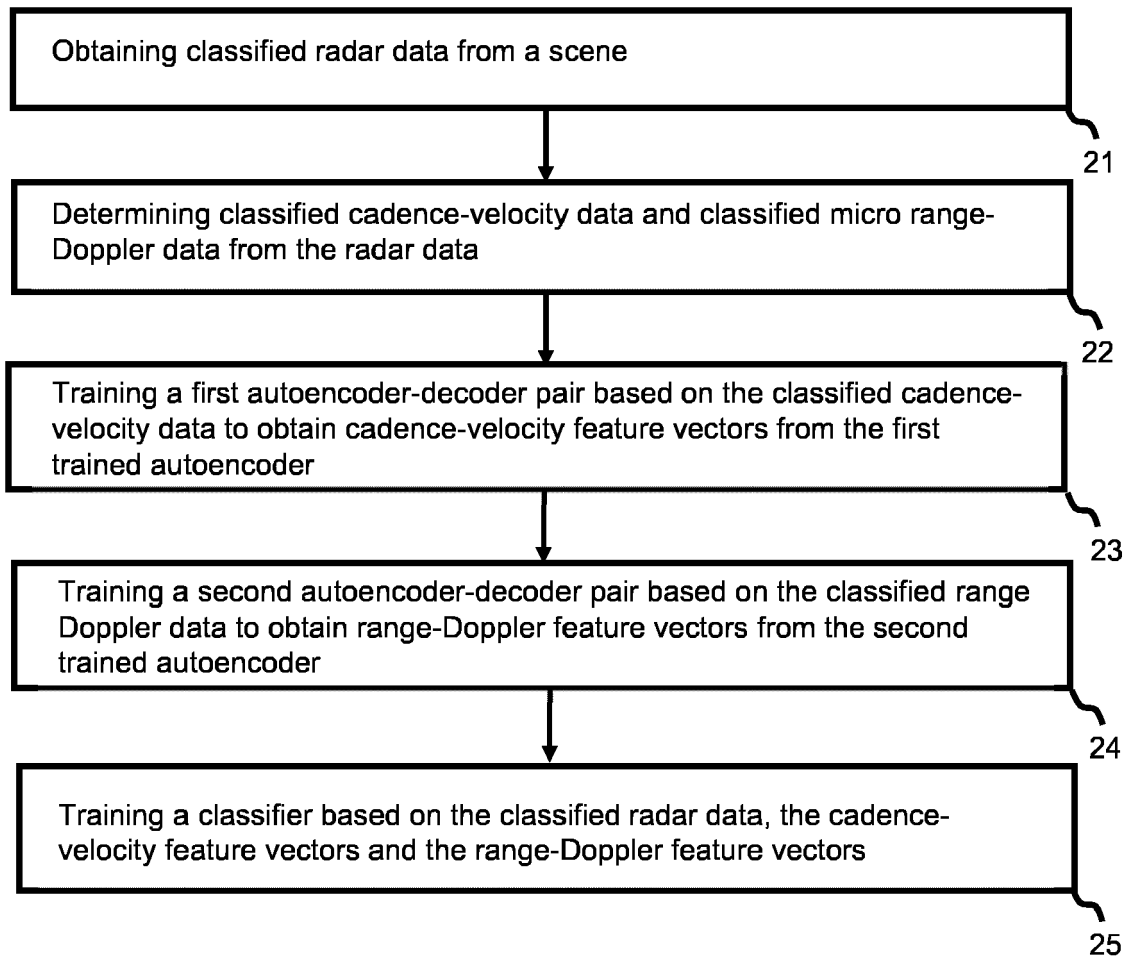 Obtaining classified radar data from a scene
21
Determining classified cadence-velocity data and classified micro range-
Doppler data from the radar data
22
Training a first autoencoder-decoder pair based on the classified cadence-
velocity data to obtain cadence-velocity feature vectors from the first
trained autoencoder
23
Training a second autoencoder-decoder pair based on the classified range
Doppler data to obtain range-Doppler feature vectors from the second
trained autoencoder
24
Training a classifier based on the classified radar data, the cadence-
velocity feature vectors and the range-Doppler feature vectors
25